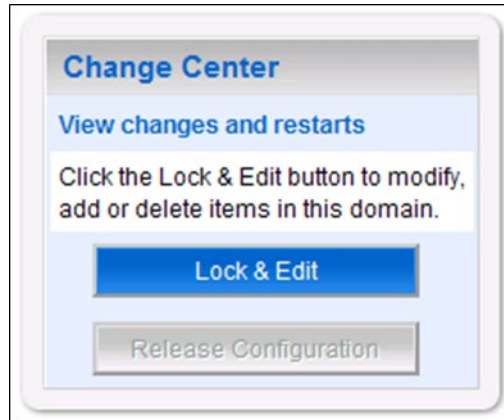 Change Center
View changes and restarts
Click the Lock & Edit button to modify,
add or delete items in this domain.
Lock & Edit
Release Configuration